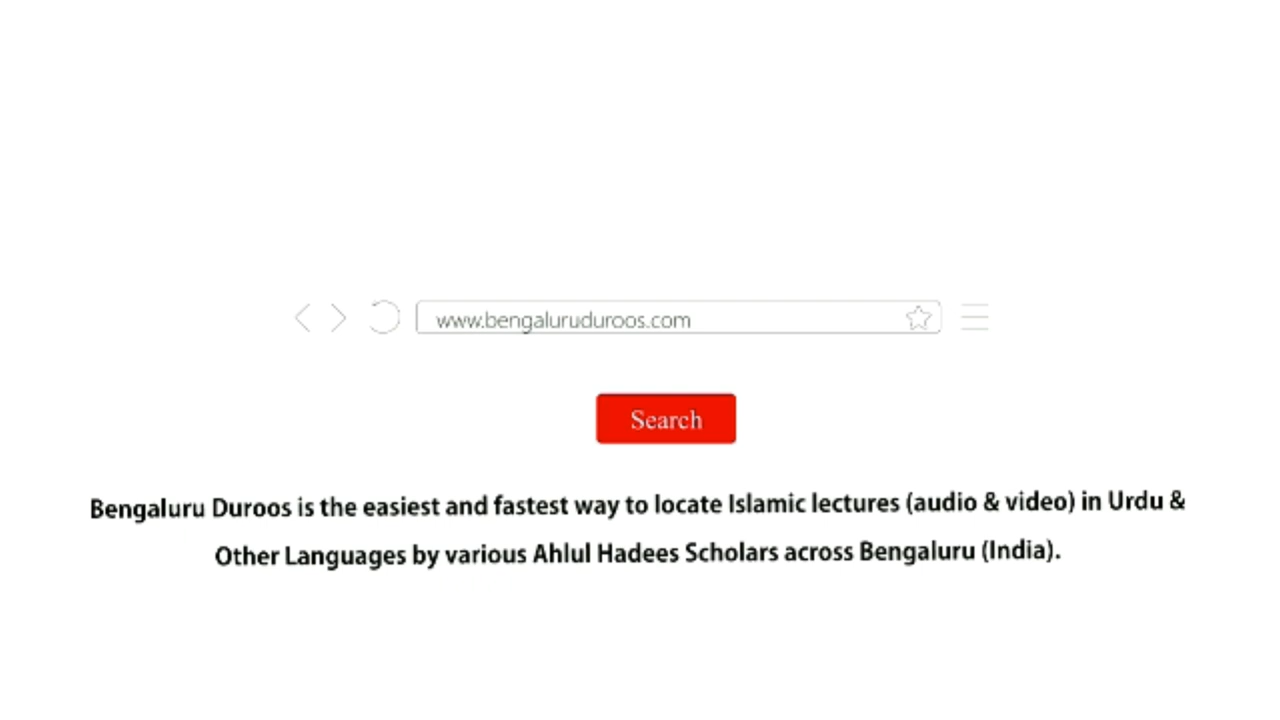 www.bengaluruduroos.com
Search
Bengaluru Duroos is the easiest and fastest way to locate Islamic lectures (audio & video) in Urdu &
Other Languages by various Ahlul Hadees Scholars across Bengaluru (India).